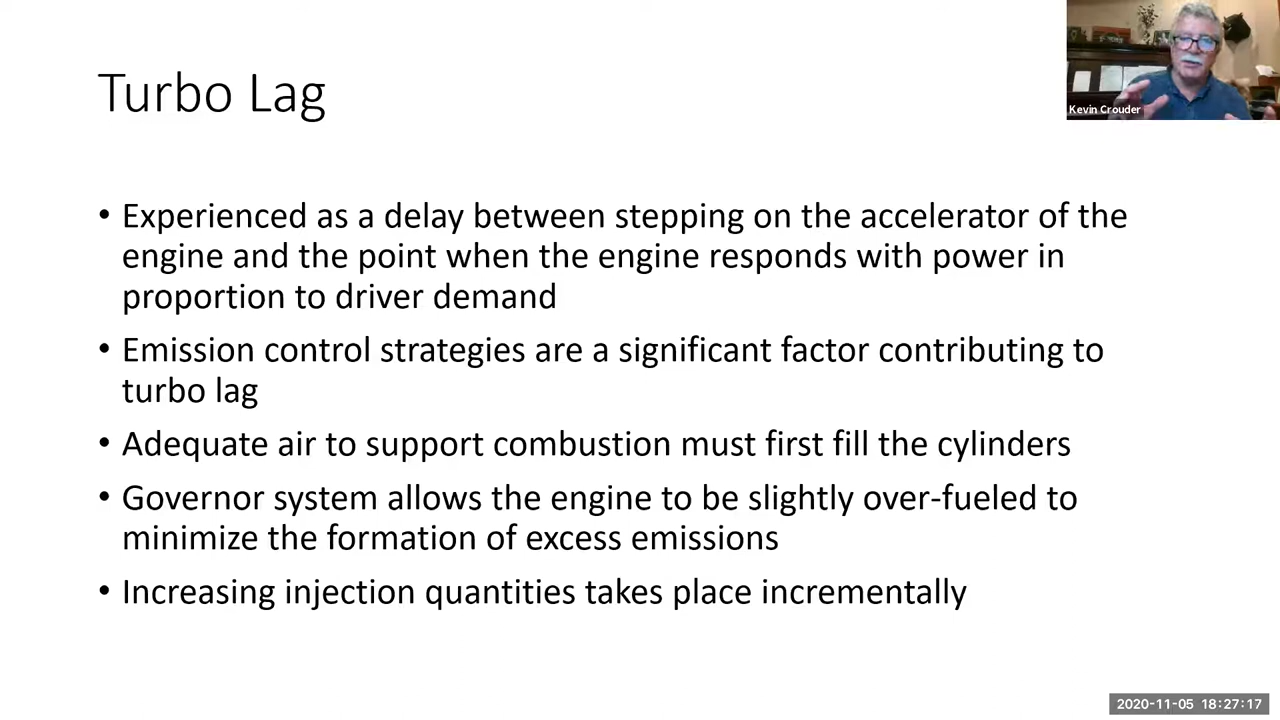 Turbo Lag
Kevin Crouder
• Experienced as a delay between stepping on the accelerator of the
engine and the point when the engine responds with power in
proportion to driver demand
• Emission control strategies are a significant factor contributing to
turbo lag
• Adequate air to support combustion must first fill the cylinders
• Governor system allows the engine to be slightly over-fueled to
minimize the formation of excess emissions
• Increasing injection quantities takes place incrementally
2020-11-05 18:27:17